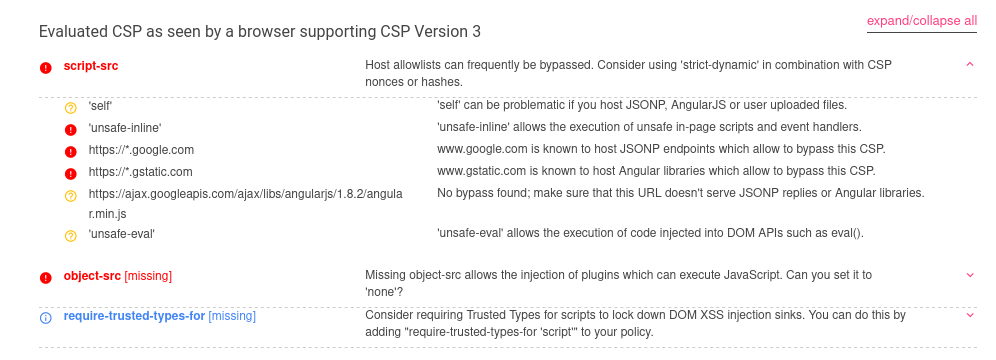 expand/collapse all
Evaluated CSP as seen by a browser supporting CSP Version 3
script-src
Host allowlists can frequently be bypassed. Consider using 'strict-dynamic' in combination with CSP
nonces or hashes.
'self'
'self' can be problematic if you host JSONP, AngularJS or user uploaded files.
'unsafe-inline'
'unsafe-inline' allows the execution of unsafe in-page scripts and event handlers.
https://*.google.com
www.google.com is known to host JSONP endpoints which allow to bypass this CSP.
https://*.gstatic.com
www.gstatic.com is known to host Angular libraries which allow to bypass this CSP.
https://ajax.googleapis.com/ajax/libs/angularjs/1.8.2/angula
r.min.js
No bypass found; make sure that this URL doesn't serve JSONP replies or Angular libraries.
'unsafe-eval'
'unsafe-eval' allows the execution of code injected into DOM APIs such as eval().
object-src [missing]
Missing object-src allows the injection of plugins which can execute JavaScript. Can you set it to
'none'?
require-trusted-types-for [missing]
Consider requiring Trusted Types for scripts to lock down DOM XSS injection sinks. You can do this by
adding "require-trusted-types-for 'script'" to your policy.